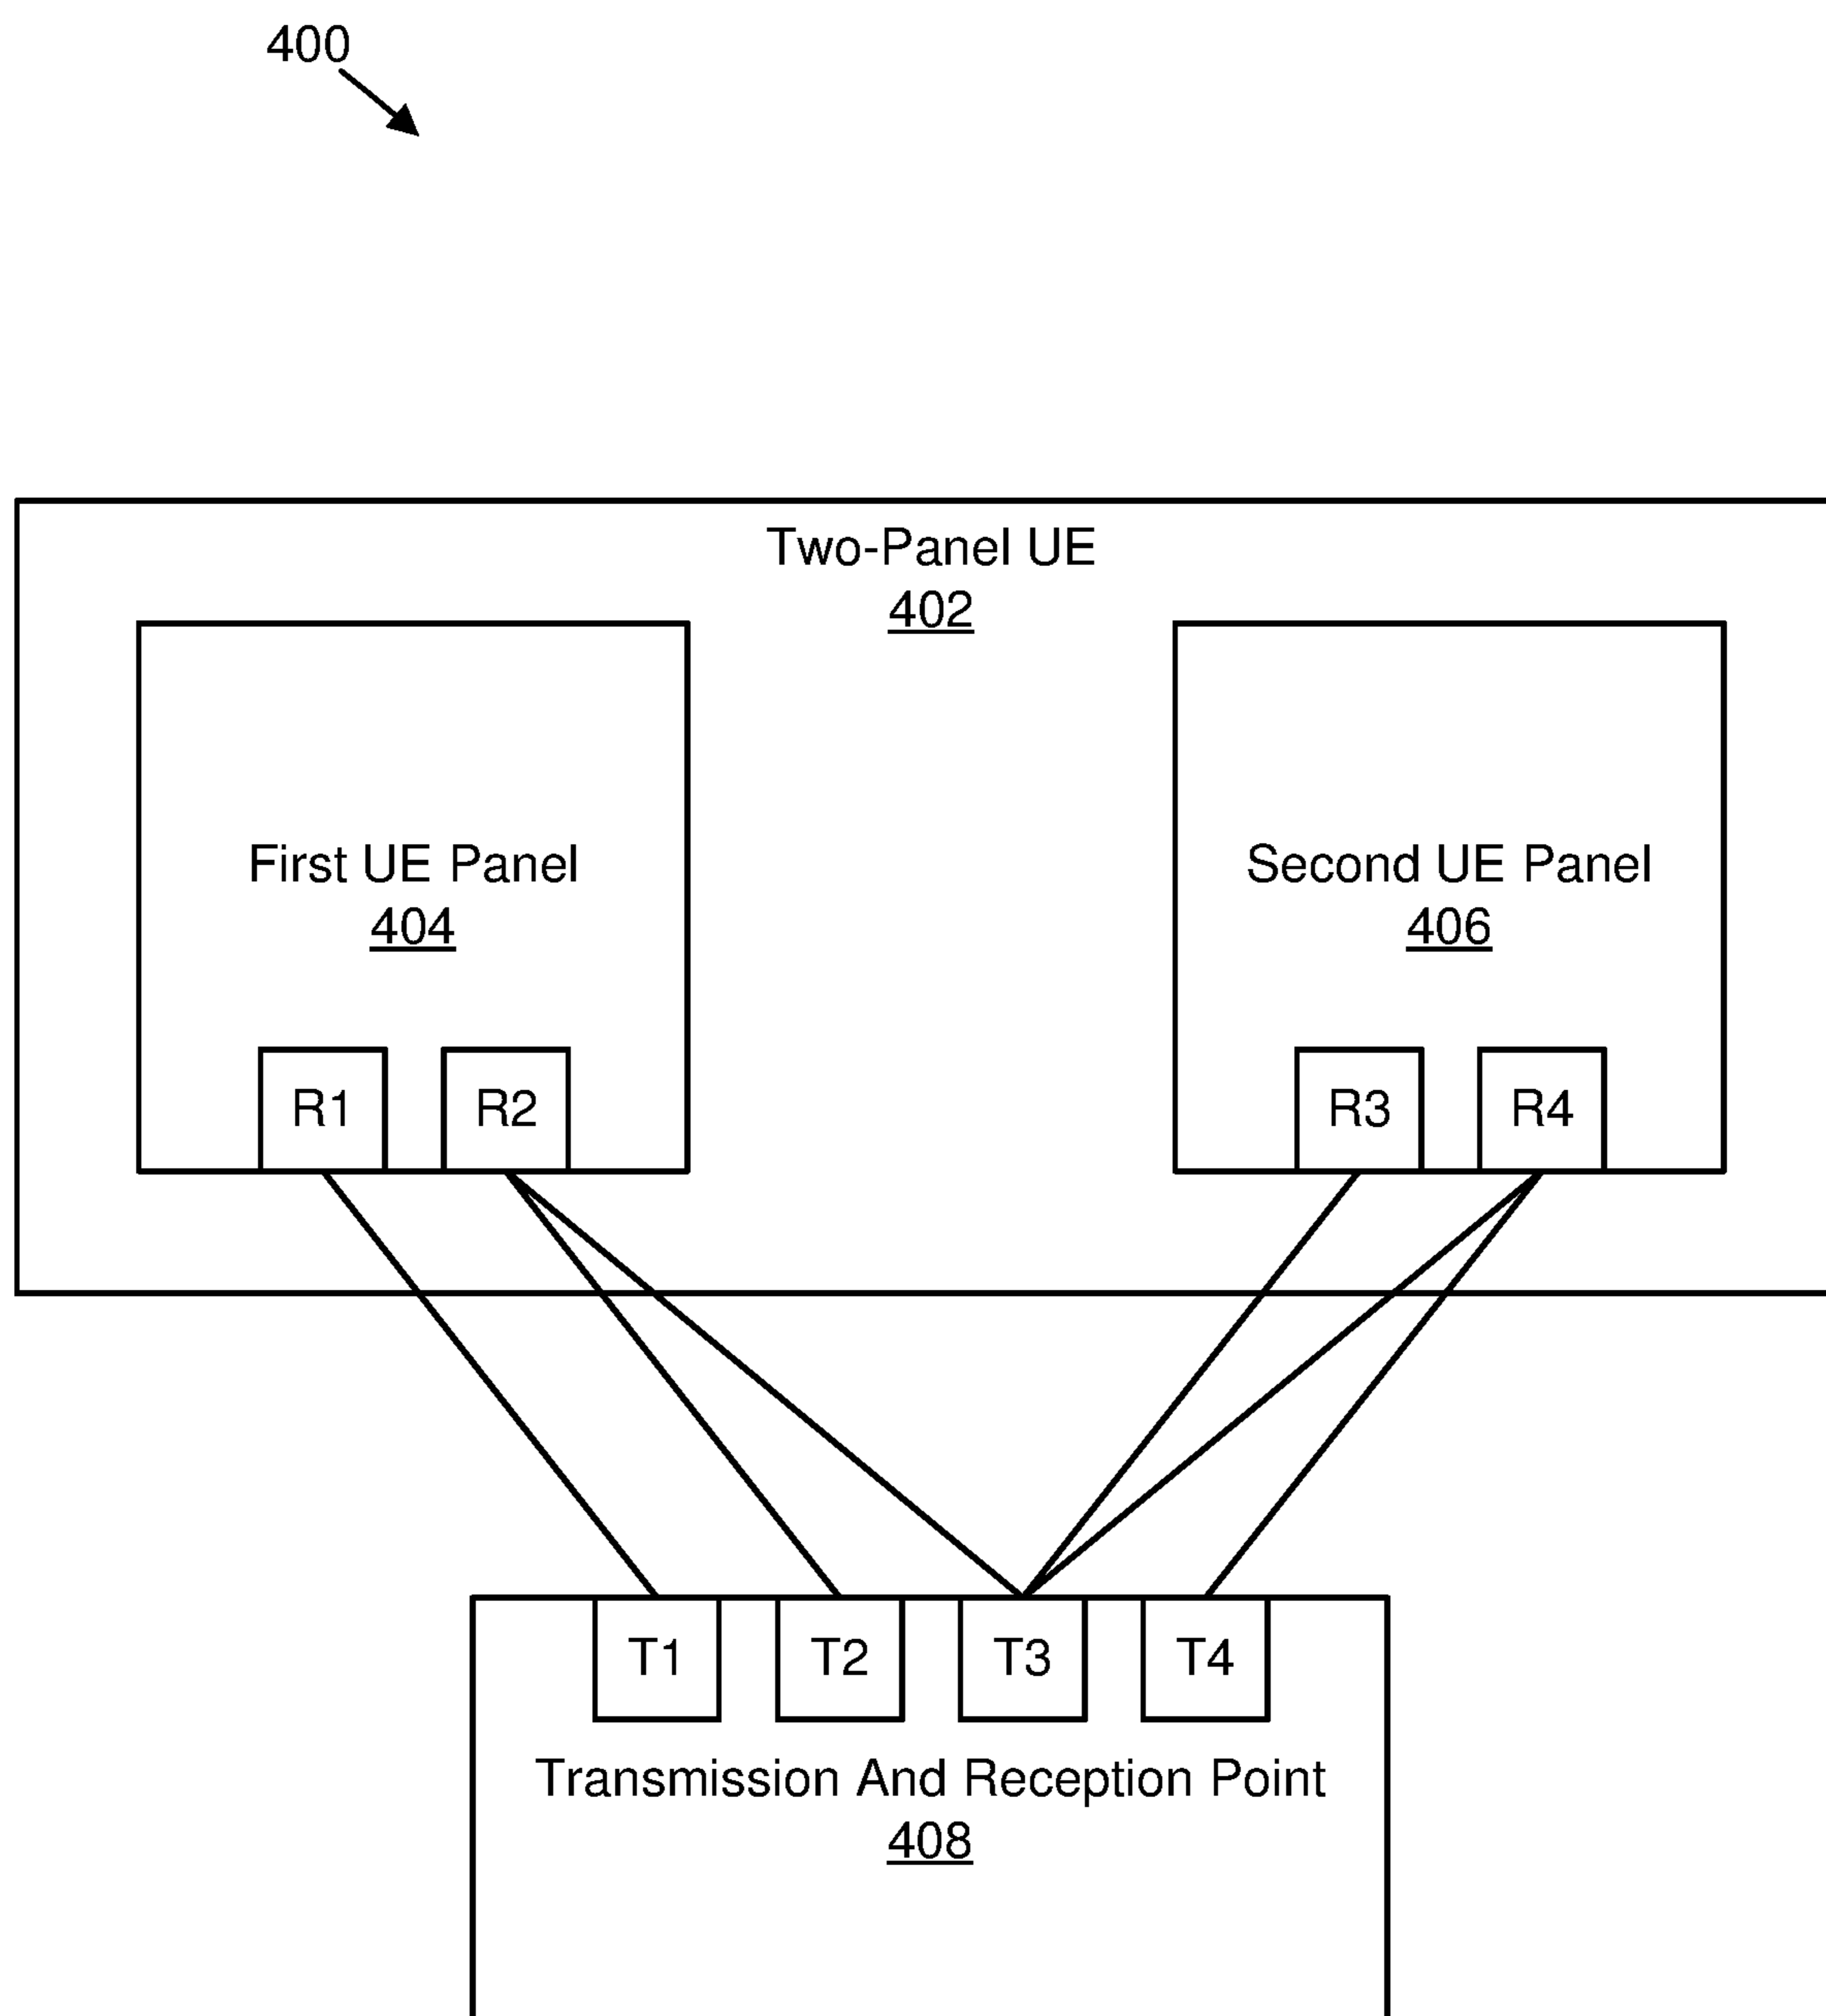 400
Two-Panel UE
402
First UE Panel
404
Second UE Panel
406
R1
R2
R3
R4
T1
T2
T3
T4
Transmission And Reception Point
408